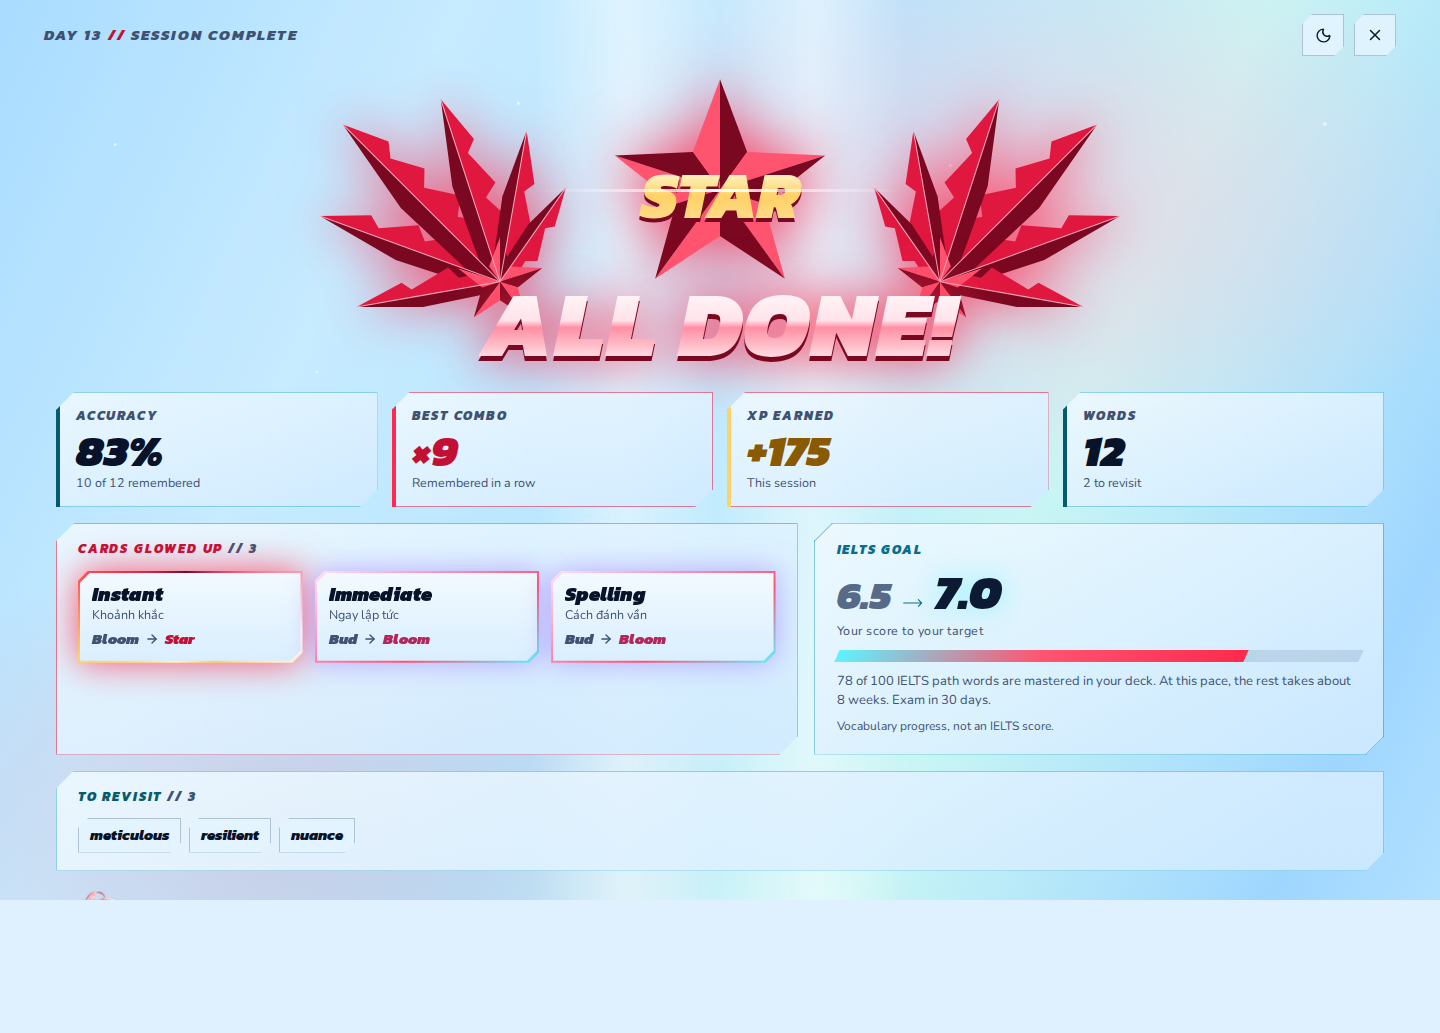 DAY 13 // SESSION COMPLETE
STAR
ALL DONE!
ACCURACY
83%
10 of 12 remembered
BEST COMBO
×9
Remembered in a row
XP EARNED
+175
This session
WORDS
12
2 to revisit
CARDS GLOWED UP // 3
Instant
Khoảnh khắc
Bloom → Star
Immediate
Ngay lập tức
Bud → Bloom
Spelling
Cách đánh vần
Bud → Bloom
IELTS GOAL
6.5 → 7.0
Your score to your target
78 of 100 IELTS path words are mastered in your deck. At this pace, the rest takes about
8 weeks. Exam in 30 days.
Vocabulary progress, not an IELTS score.
TO REVISIT // 3
meticulous
resilient
nuance